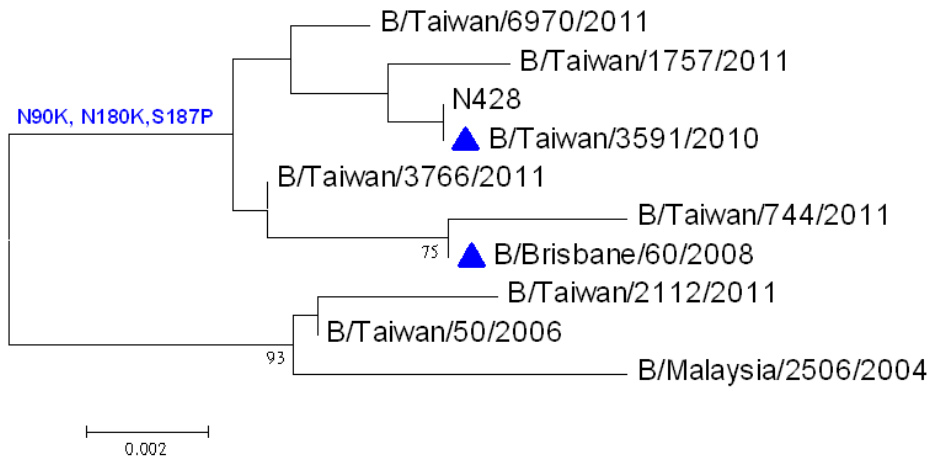 B/Taiwan/6970/2011
B/Taiwan/1757/2011
N90K, N180K,S187P
N428
B/Taiwan/3591/2010
B/Taiwan/3766/2011
B/Taiwan/744/2011
75
B/Brisbane/60/2008
B/Taiwan/2112/2011
B/Taiwan/50/2006
93
B/Malaysia/2506/2004
0.002